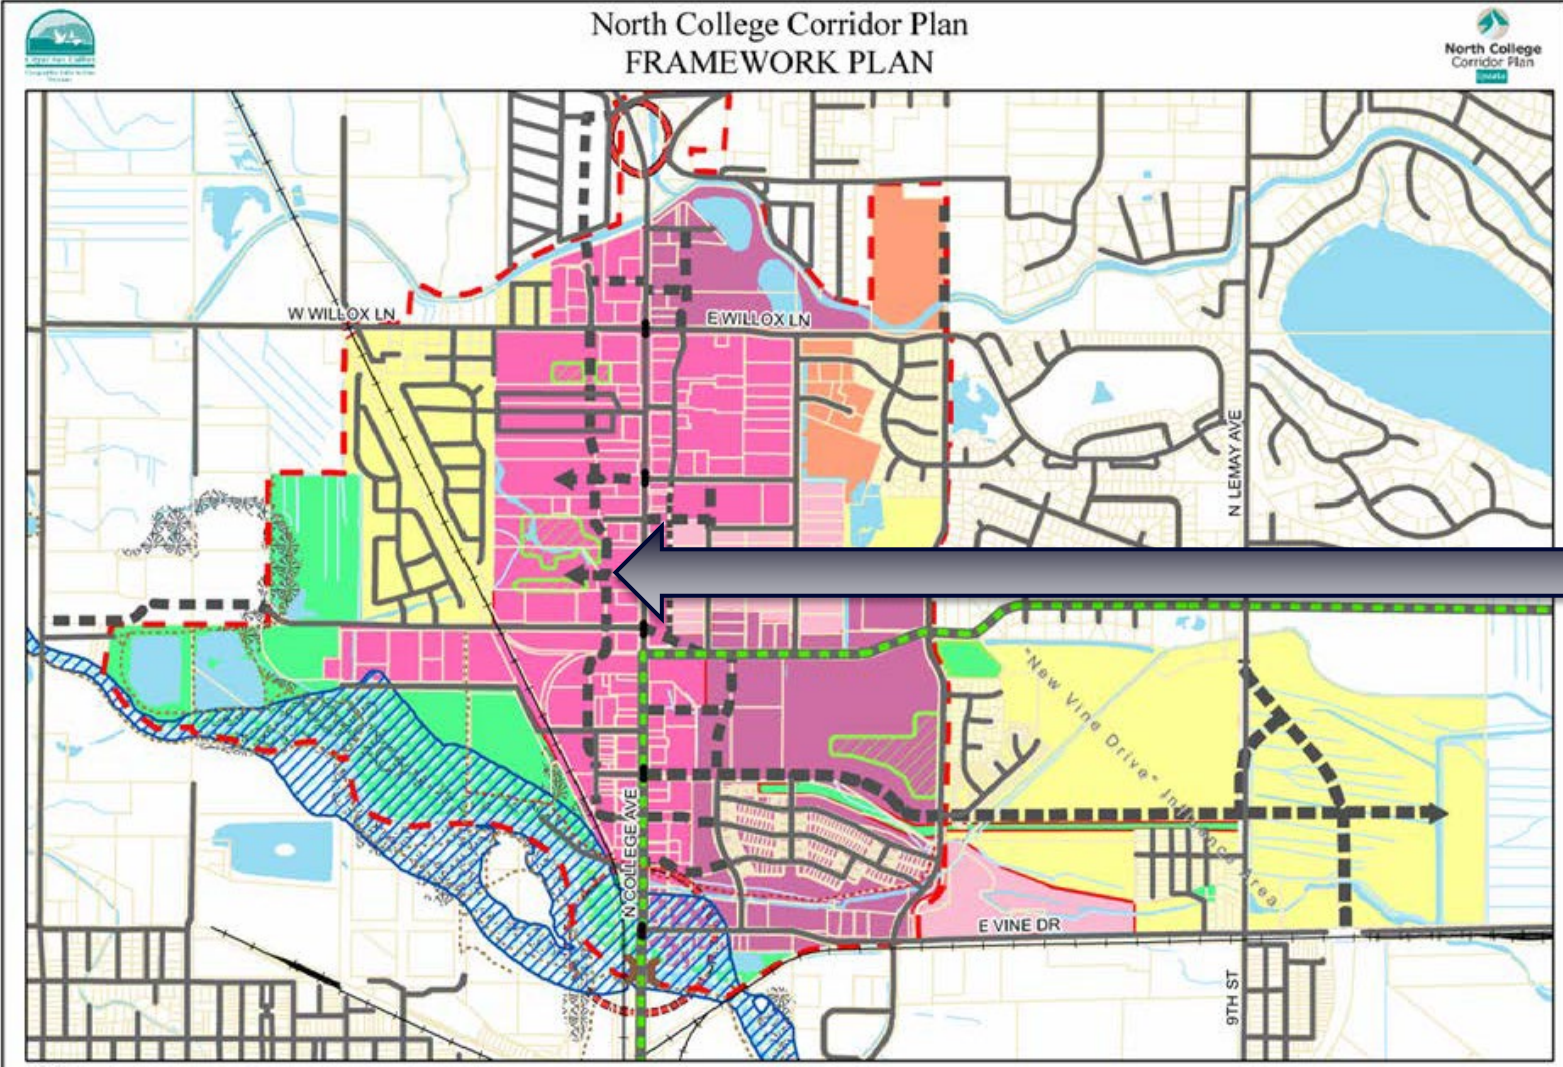 North College Corridor Plan
FRAMEWORK PLAN
North College
Corridor Plan
W WILLOX LN
E WILLOX LN
N LEMAY AVE
"New Vine Drive" Influence Area
N COLLEGE AVE
E VINE DR
9TH ST